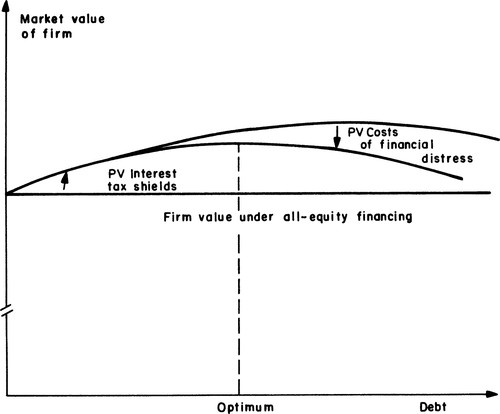 Market value
of firm
PV Costs
of financial
distress
PV Interest
tax shields
Firm value under all-equity financing
Optimum
Debt